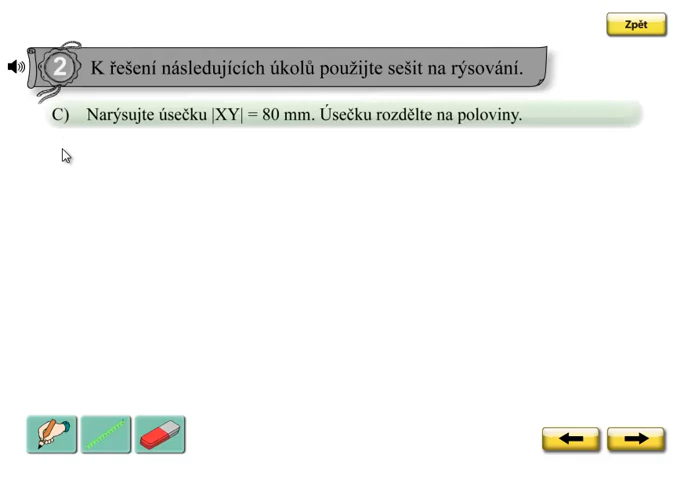 Zpět
2 K řešení následujících úkolů použijte sešit na rýsování.
C) Narýsujte úsečku |XY| = 80 mm. Úsečku rozdělte na poloviny.